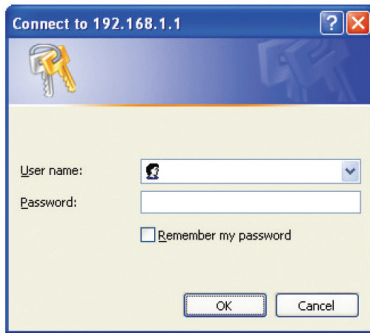 Connect to 192.168.1.1
User name:
Password:
Remember my password
OK
Cancel